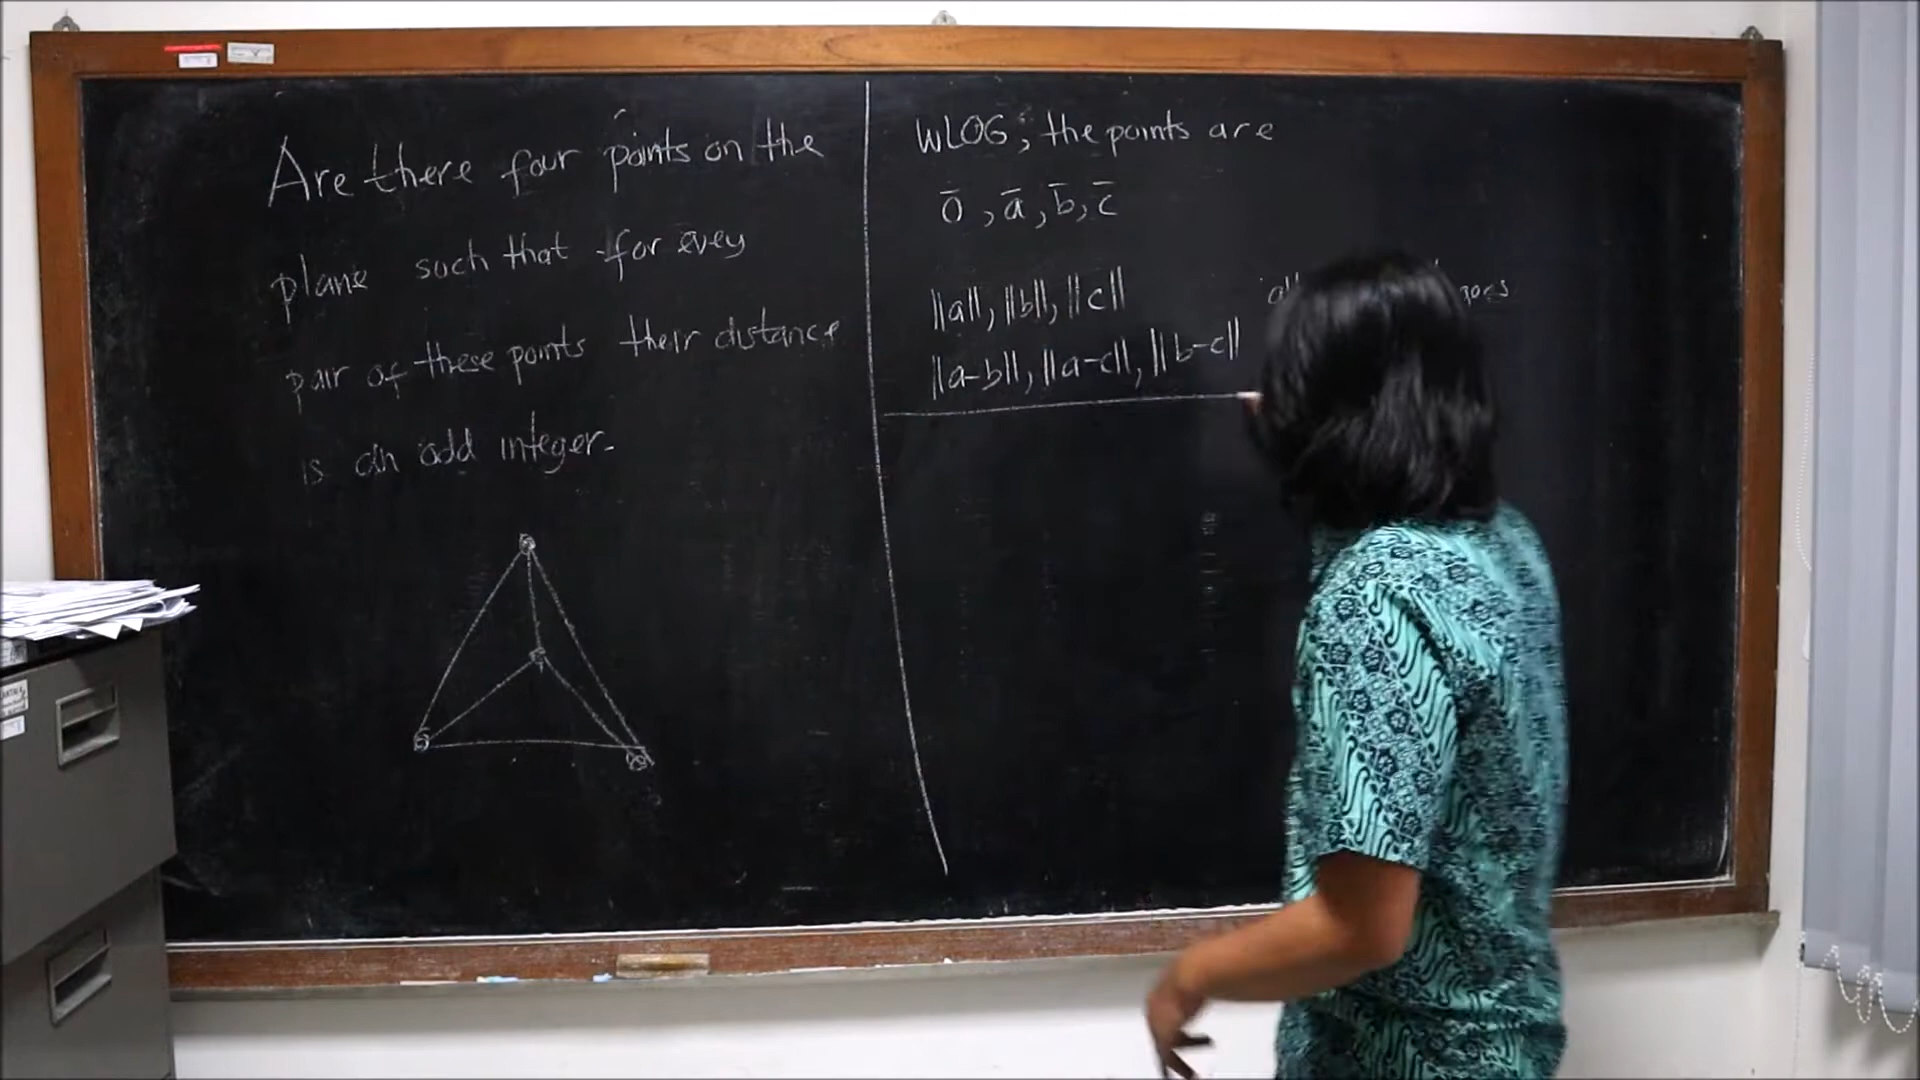 Are there four points on the
plane such that for evey
pair of these points their distance
is an odd integer.
WLOG; the points are
0̄, ā, b̄, c̄
||a||, ||b||, ||c||
||a-b||, ||a-c||, ||b-c||